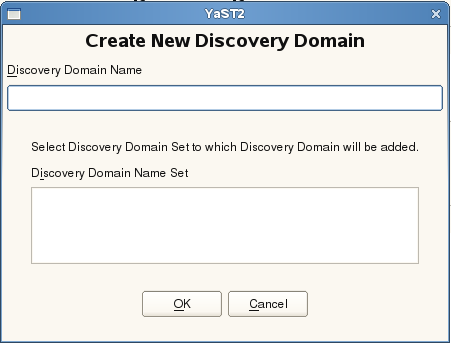 YaST2
Create New Discovery Domain
Discovery Domain Name
Select Discovery Domain Set to which Discovery Domain will be added.
Discovery Domain Name Set
OK
Cancel